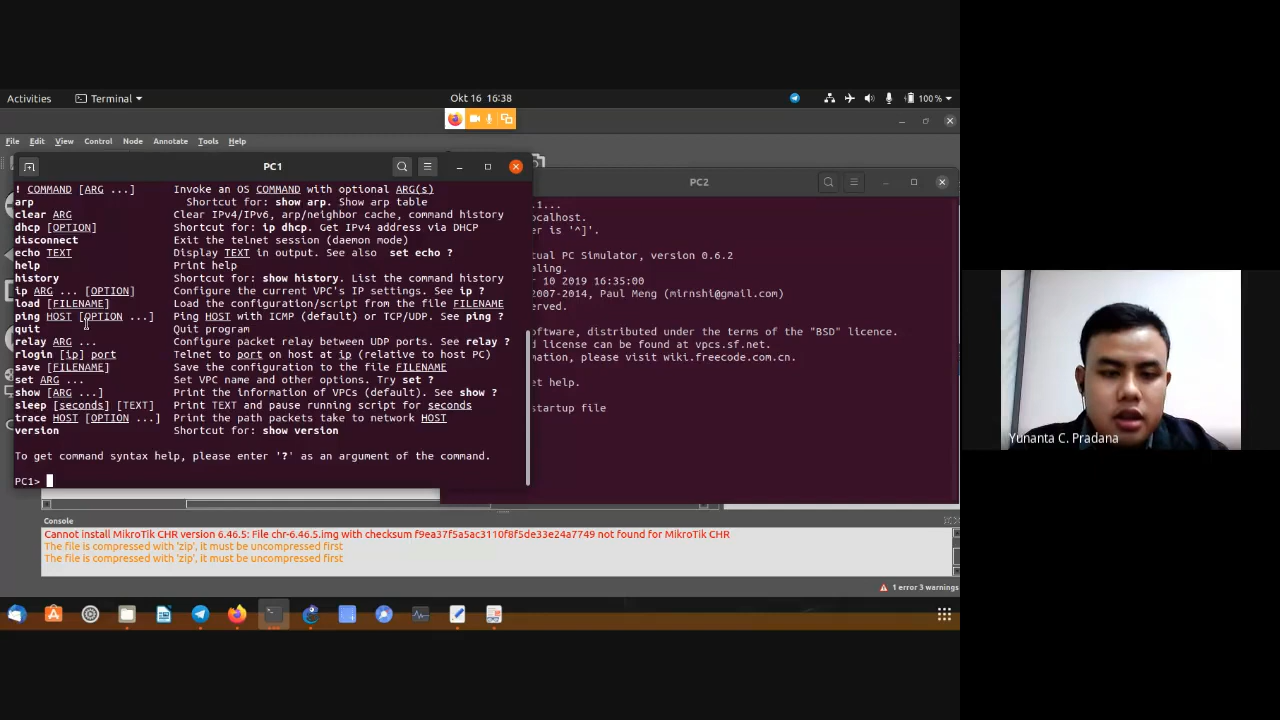 Activities
Terminal
Okt 16 16:38
100 %
File Edit View Control Node Annotate Tools Help
PC1
! COMMAND [ARG ...] Invoke an OS COMMAND with optional ARG(s)
arp Shortcut for: show arp. Show arp table
clear ARG Clear IPv4/IPv6, arp/neighbor cache, command history
dhcp [OPTION] Shortcut for: ip dhcp. Get IPv4 address via DHCP
disconnect Exit the telnet session (daemon mode)
echo TEXT Display TEXT in output. See also set echo ?
help Print help
history Shortcut for: show history. List the command history
ip ARG ... [OPTION] Configure the current VPC's IP settings. See ip ?
load [FILENAME] Load the configuration/script from the file FILENAME
ping HOST [OPTION ...] Ping HOST with ICMP (default) or TCP/UDP. See ping ?
quit Quit program
relay ARG ... Configure packet relay between UDP ports. See relay ?
rlogin [ip] port Telnet to port on host at ip (relative to host PC)
save [FILENAME] Save the configuration to the file FILENAME
set ARG ... Set VPC name and other options. Try set ?
show [ARG ...] Print the information of VPCs (default). See show ?
sleep [seconds] [TEXT] Print TEXT and pause running script for seconds
trace HOST [OPTION ...] Print the path packets take to network HOST
version Shortcut for: show version
To get command syntax help, please enter '?' as an argument of the command.
PC1>
PC2
.1...
ocalhost.
er is '^]'.
tual PC Simulator, version 0.6.2
aling.
r 10 2019 16:35:00
2007-2014, Paul Meng (mirnshi@gmail.com)
erved.
oftware, distributed under the terms of the "BSD" licence.
d license can be found at vpcs.sf.net.
mation, please visit wiki.freecode.com.cn.
et help.
startup file
Console
Cannot install MikroTik CHR version 6.46.5: File chr-6.46.5.img with checksum f9ea37f5a5ac3110f8f5de33e24a7749 not found for MikroTik CHR
The file is compressed with 'zip', it must be uncompressed first
The file is compressed with 'zip', it must be uncompressed first
1 error 3 warnings
Yunanta C. Pradana